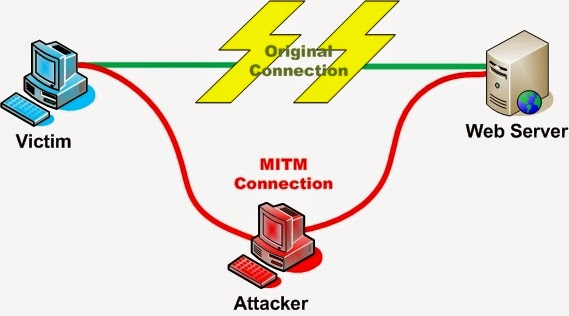 Original
Connection
Victim
Web Server
MITM
Connection
Attacker